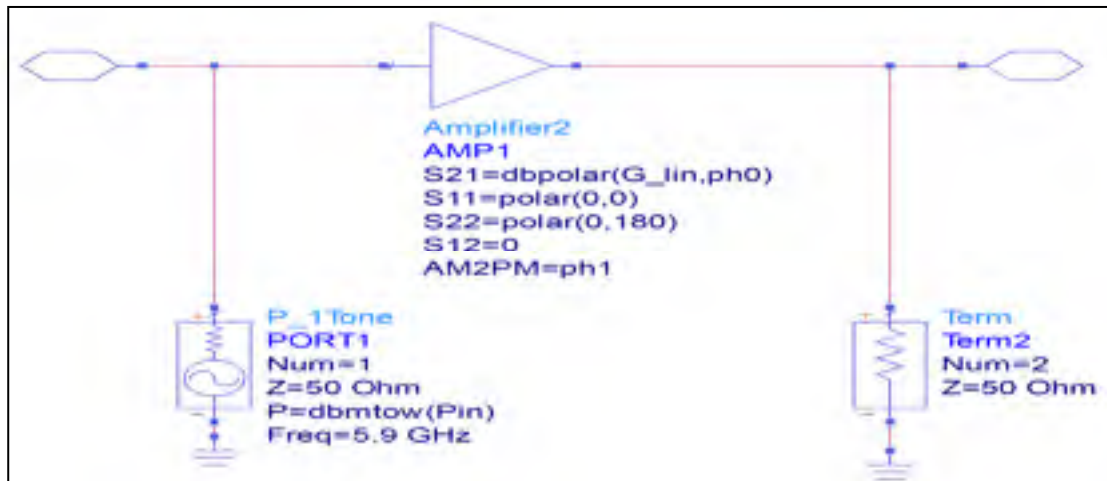 Amplifier2
AMP1
S21=dbpolar(G_lin,ph0)
S11=polar(0,0)
S22=polar(0,180)
S12=0
AM2PM=ph1
P_1Tone
PORT1
Num=1
Z=50 Ohm
P=dbmtow(Pin)
Freq=5.9 GHz
Term
Term2
Num=2
Z=50 Ohm